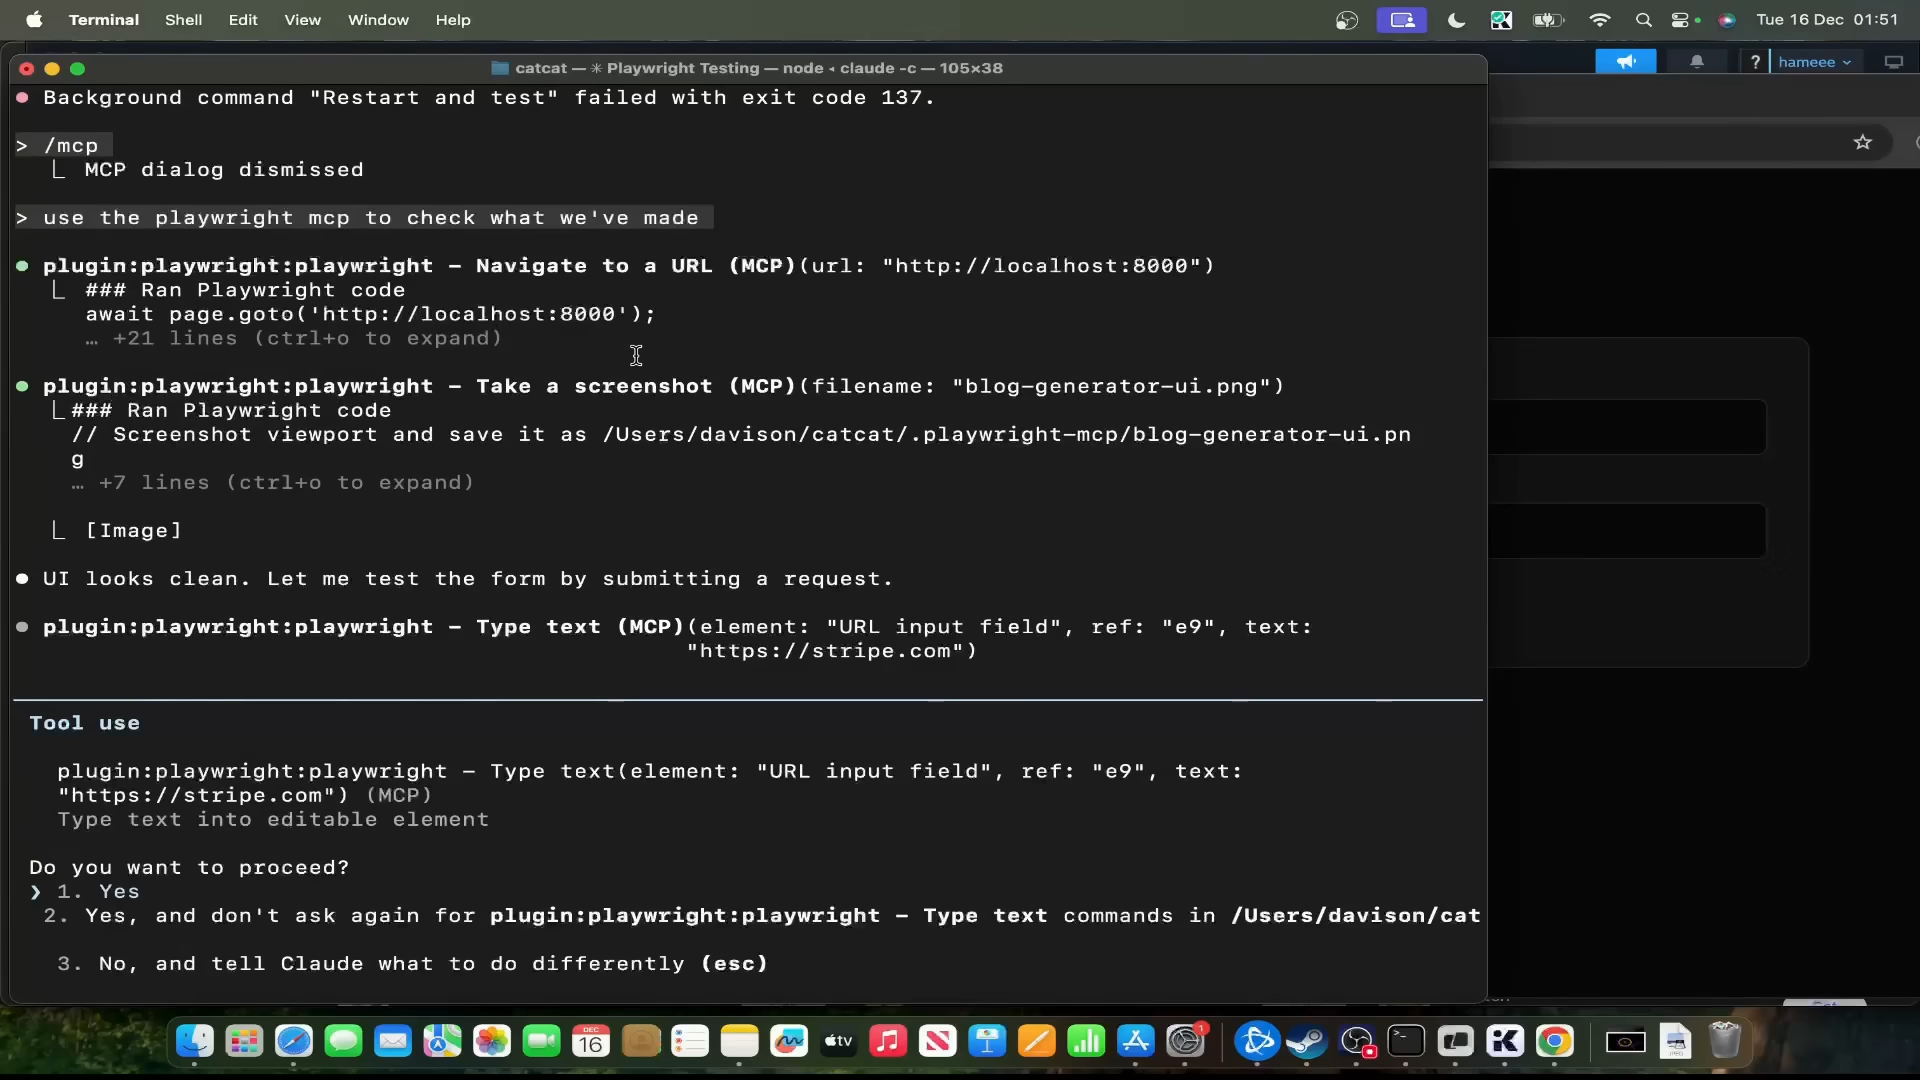 Terminal Shell Edit View Window Help Tue 16 Dec 01:51
catcat — ✳ Playwright Testing — node ◂ claude -c — 105×38
? hameee
● Background command "Restart and test" failed with exit code 137.
> /mcp
⎿ MCP dialog dismissed
> use the playwright mcp to check what we've made
● plugin:playwright:playwright – Navigate to a URL (MCP)(url: "http://localhost:8000")
⎿ ### Ran Playwright code
await page.goto('http://localhost:8000');
… +21 lines (ctrl+o to expand)
● plugin:playwright:playwright – Take a screenshot (MCP)(filename: "blog-generator-ui.png")
⎿ ### Ran Playwright code
// Screenshot viewport and save it as /Users/davison/catcat/.playwright-mcp/blog-generator-ui.pn
g
… +7 lines (ctrl+o to expand)
⎿ [Image]
● UI looks clean. Let me test the form by submitting a request.
● plugin:playwright:playwright – Type text (MCP)(element: "URL input field", ref: "e9", text:
"https://stripe.com")
Tool use
plugin:playwright:playwright – Type text(element: "URL input field", ref: "e9", text:
"https://stripe.com") (MCP)
Type text into editable element
Do you want to proceed?
❯ 1. Yes
2. Yes, and don't ask again for plugin:playwright:playwright – Type text commands in /Users/davison/cat
3. No, and tell Claude what to do differently (esc)
DEC
16
tv
1